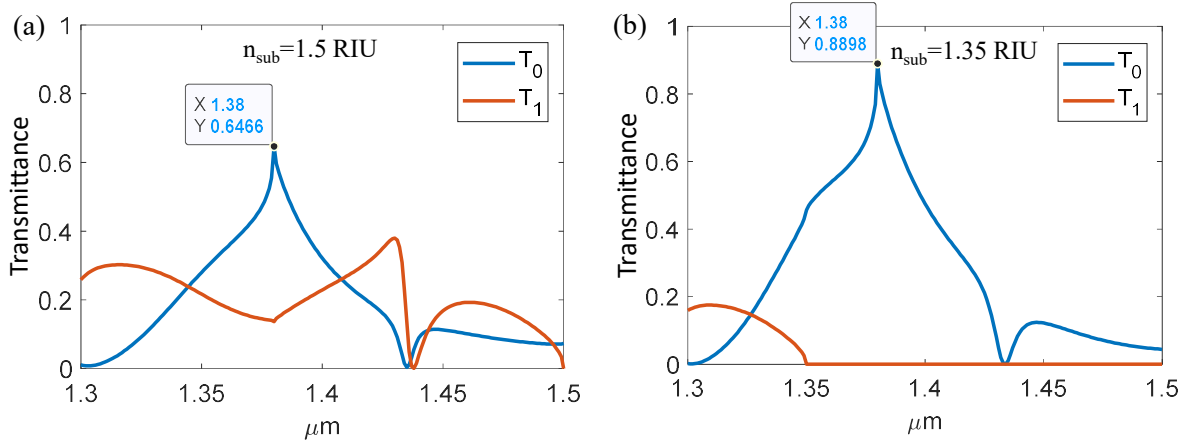 (a)
n_sub=1.5 RIU
T_0
T_1
X 1.38
Y 0.6466
Transmittance
1
0.8
0.6
0.4
0.2
0
1.3
1.35
1.4
1.45
1.5
μm
(b)
n_sub=1.35 RIU
T_0
T_1
X 1.38
Y 0.8898
Transmittance
1
0.8
0.6
0.4
0.2
0
1.3
1.35
1.4
1.45
1.5
μm